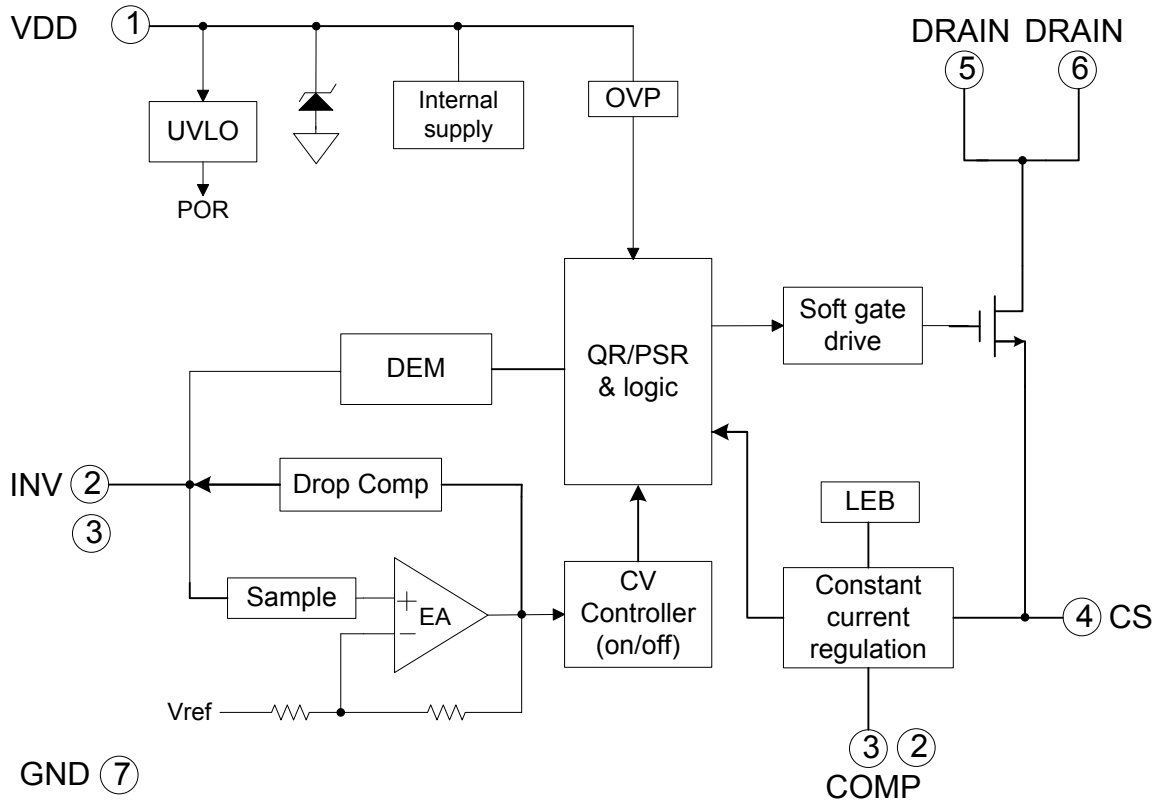 VDD 1
DRAIN DRAIN
5 6
UVLO
Internal
supply
OVP
POR
QR/PSR
& logic
Soft gate
drive
DEM
INV 2
3
Drop Comp
LEB
Sample
+
EA
−
CV
Controller
(on/off)
Constant
current
regulation
4 CS
Vref
3 2
COMP
GND 7